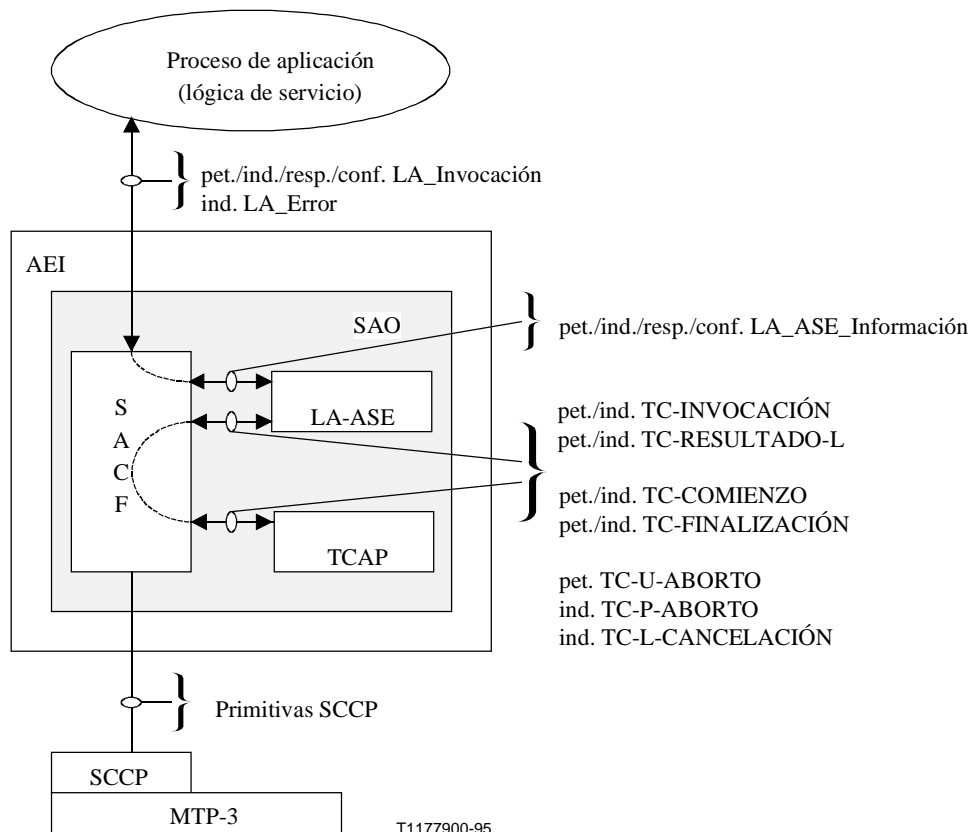 Proceso de aplicación
(lógica de servicio)
pet./ind./resp./conf. LA_Invocación
ind. LA_Error
AEI
SAO
pet./ind./resp./conf. LA_ASE_Información
S
A
C
F
LA-ASE
pet./ind. TC-INVOCACIÓN
pet./ind. TC-RESULTADO-L
pet./ind. TC-COMIENZO
pet./ind. TC-FINALIZACIÓN
TCAP
pet. TC-U-ABORTO
ind. TC-P-ABORTO
ind. TC-L-CANCELACIÓN
Primitivas SCCP
SCCP
MTP-3
T1177900-95